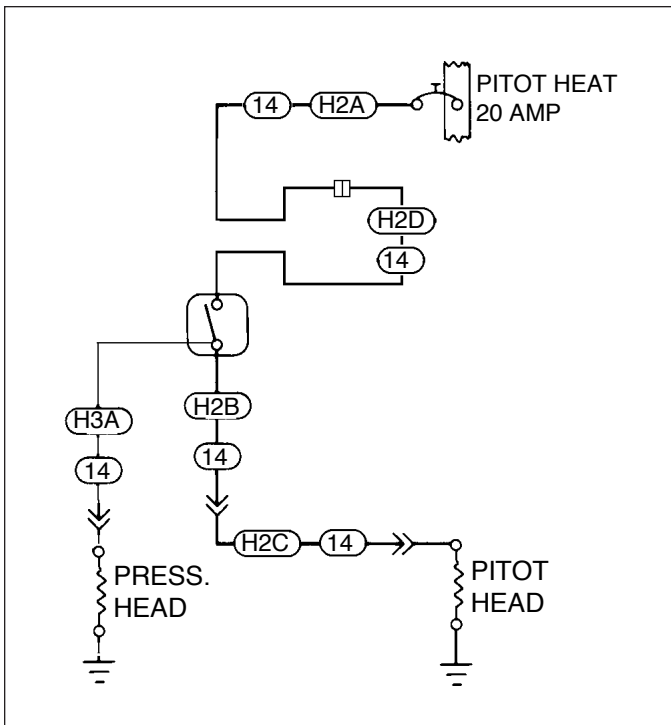 PITOT HEAT
20 AMP
14
H2A
H2D
14
H3A
14
H2B
14
H2C
14
PRESS.
HEAD
PITOT
HEAD